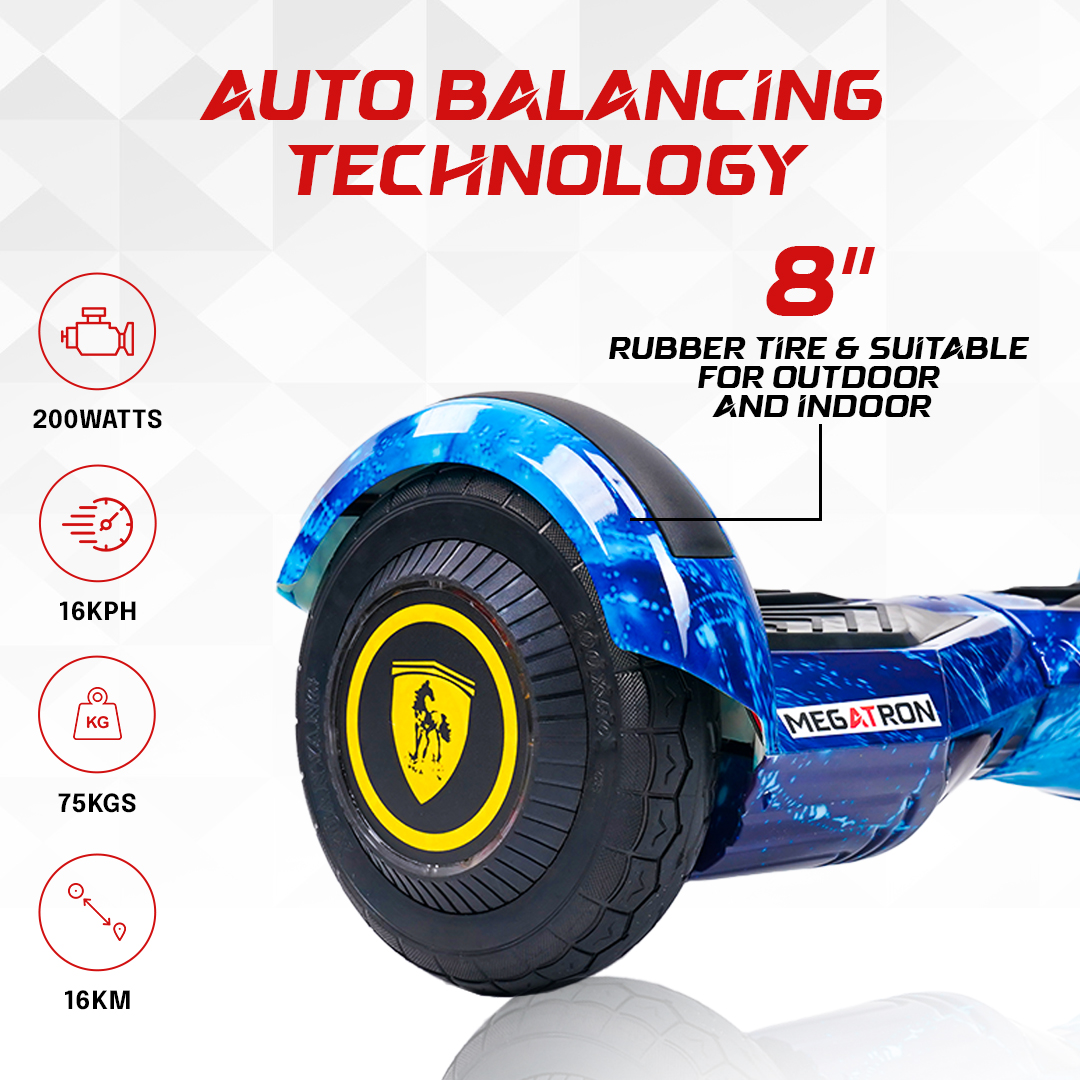 AUTO BALANCING
TECHNOLOGY
8"
RUBBER TIRE & SUITABLE
FOR OUTDOOR
AND INDOOR
200WATTS
16KPH
KG
75KGS
16KM
MEGATRON